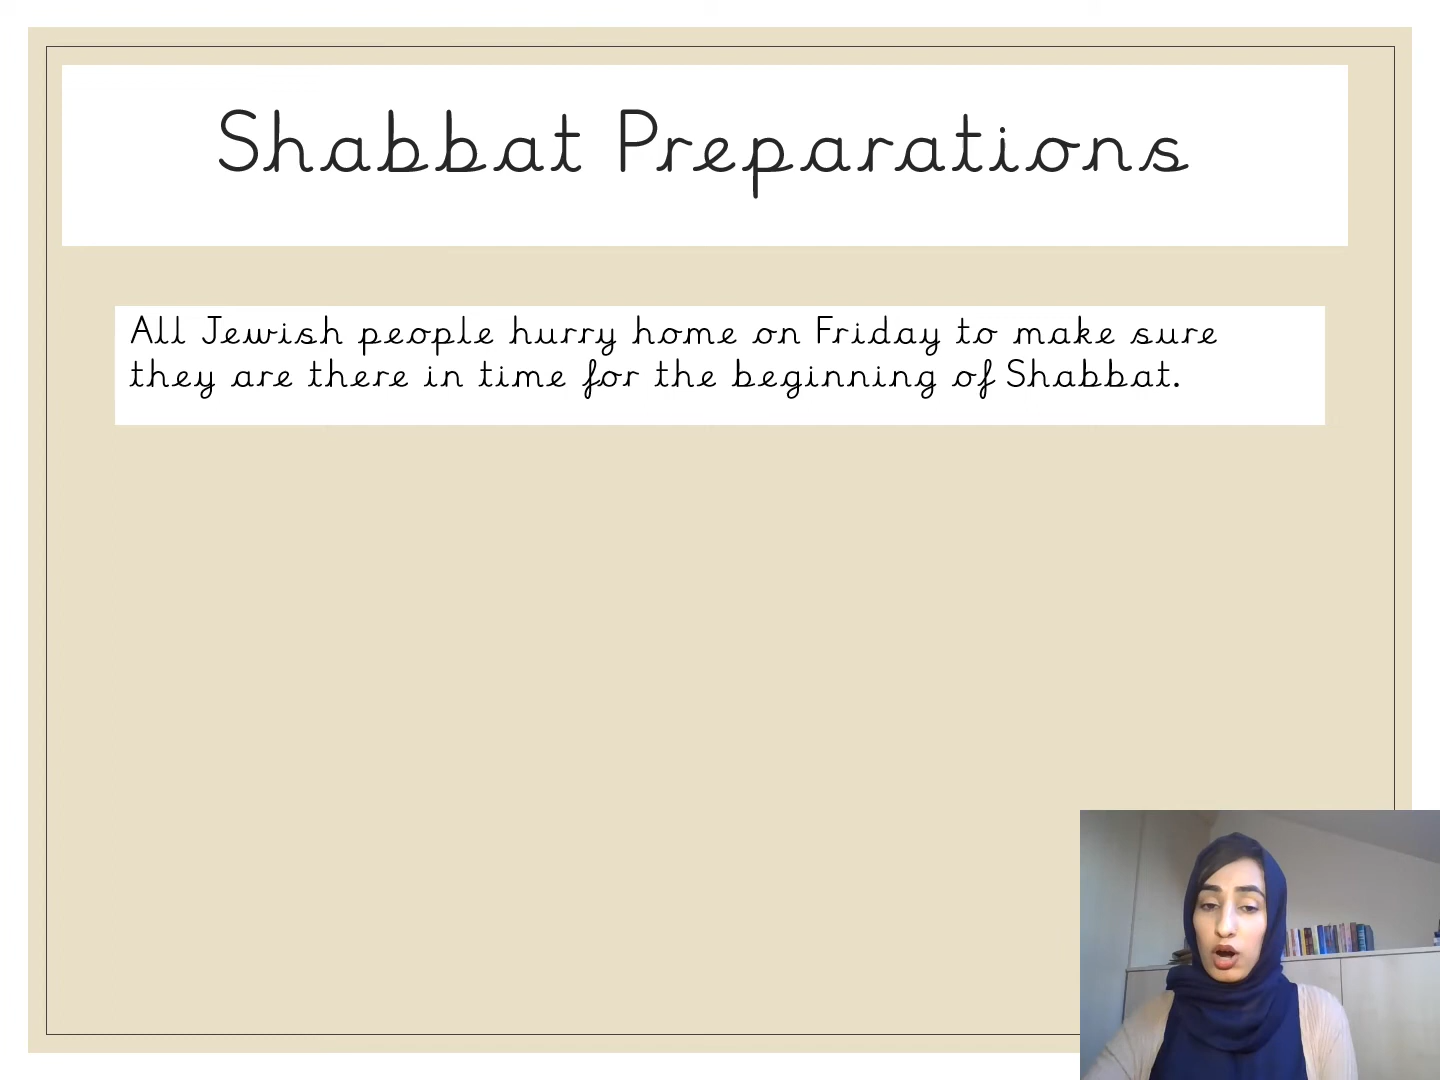 Shabbat Preparations
All Jewish people hurry home on Friday to make sure
they are there in time for the beginning of Shabbat.